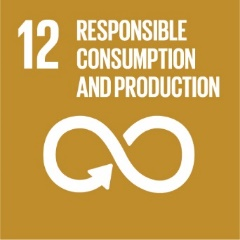 12 RESPONSIBLE
CONSUMPTION
AND PRODUCTION